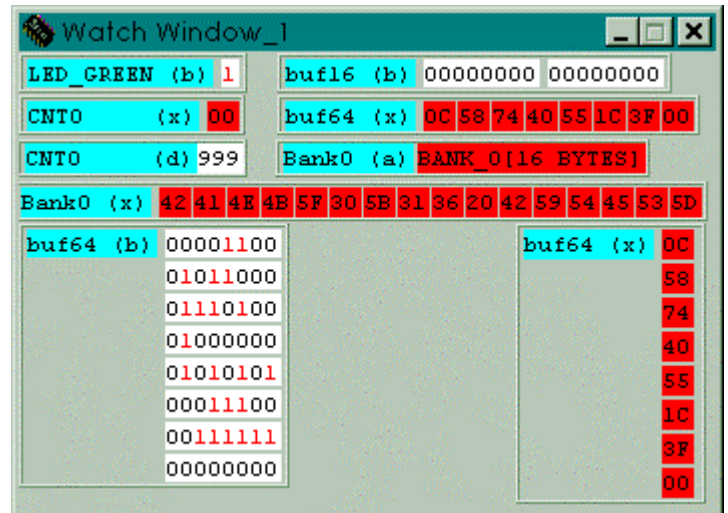 Watch Window_1
LED_GREEN (b) 1 buf16 (b) 00000000 00000000
CNT0 (x) 00 buf64 (x) 0C 58 74 40 55 1C 3F 00
CNT0 (d) 999 Bank0 (a) BANK_0[16 BYTES]
Bank0 (x) 42 41 4E 4B 5F 30 5B 31 36 20 42 59 54 45 53 5D
buf64 (b) 00001100 buf64 (x) 0C
01011000 58
01110100 74
01000000 40
01010101 55
00011100 1C
00111111 3F
00000000 00